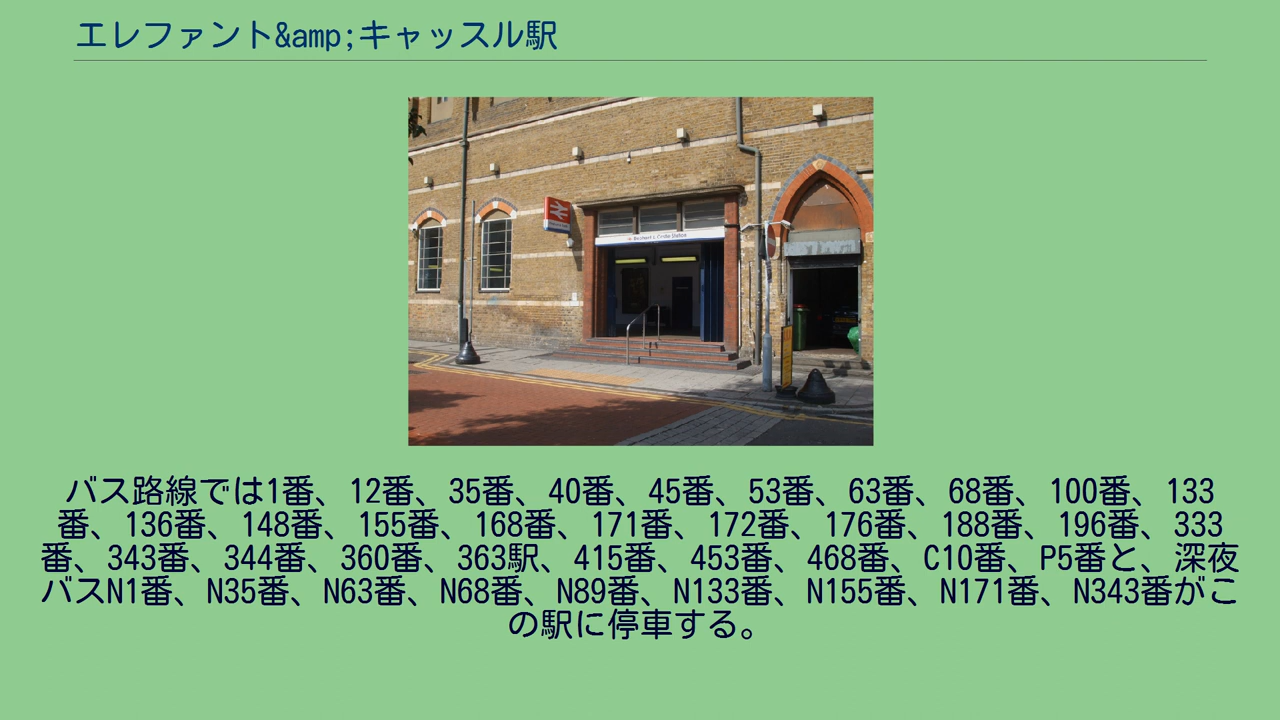 エレファント&amp;キャッスル駅
Elephant & Castle Station
バス路線では1番、12番、35番、40番、45番、53番、63番、68番、100番、133
番、136番、148番、155番、168番、171番、172番、176番、188番、196番、333
番、343番、344番、360番、363駅、415番、453番、468番、C10番、P5番と、深夜
バスN1番、N35番、N63番、N68番、N89番、N133番、N155番、N171番、N343番がこ
の駅に停車する。